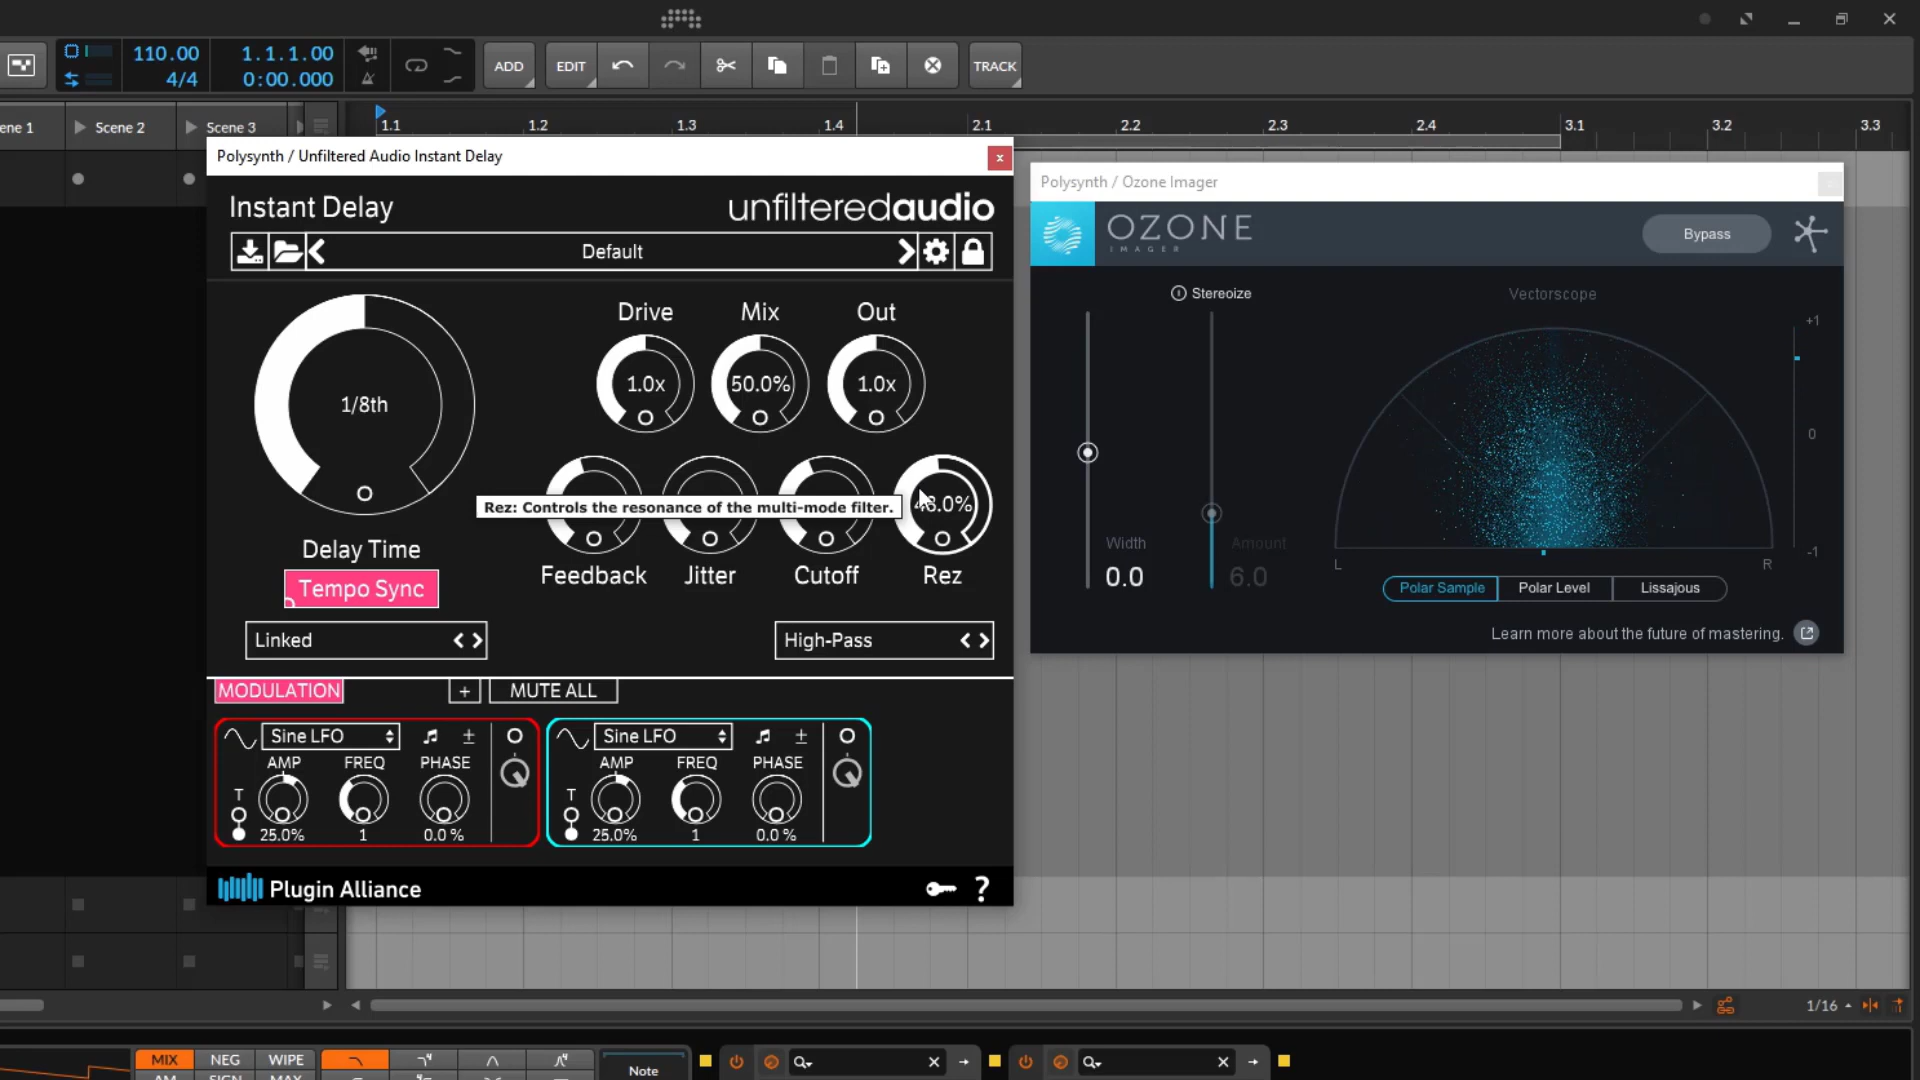 110.00
4/4
1.1.1.00
0:00.000
ADD
EDIT
TRACK
ene 1
Scene 2
Scene 3
1.1
1.2
1.3
1.4
2.1
2.2
2.3
2.4
3.1
3.2
3.3
Polysynth / Unfiltered Audio Instant Delay
x
Instant Delay
unfilteredaudio
Default
1/8th
Drive
Mix
Out
1.0x
50.0%
1.0x
Rez: Controls the resonance of the multi-mode filter.
Delay Time
Tempo Sync
Feedback
Jitter
Cutoff
Rez
Linked
High-Pass
MODULATION
+
MUTE ALL
Sine LFO
±
AMP
FREQ
PHASE
T
25.0%
1
0.0 %
Sine LFO
±
AMP
FREQ
PHASE
T
25.0%
1
0.0 %
Plugin Alliance
?
Polysynth / Ozone Imager
OZONE
IMAGER
Bypass
Stereoize
Vectorscope
+1
0
-1
Width
0.0
Amount
6.0
L
R
Polar Sample
Polar Level
Lissajous
Learn more about the future of mastering.
1/16
MIX
NEG
WIPE
AM
SIGN
MAX
Note